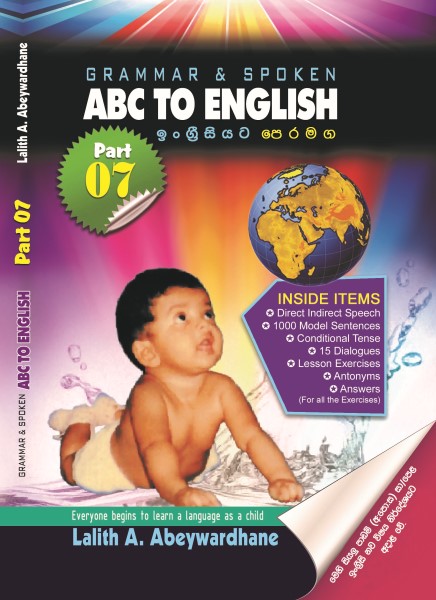 Lalith A. Abeywardhane
Part 07
GRAMMAR & SPOKEN ABC TO ENGLISH
GRAMMAR & SPOKEN
ABC TO ENGLISH
ඉංග්‍රීසියට පෙරමග
Part
07
INSIDE ITEMS
✪ Direct Indirect Speech
✪ 1000 Model Sentences
✪ Conditional Tense
✪ 15 Dialogues
✪ Lesson Exercises
✪ Antonyms
✪ Answers
(For all the Exercises)
Everyone begins to learn a language as a child
Lalith A. Abeywardhane